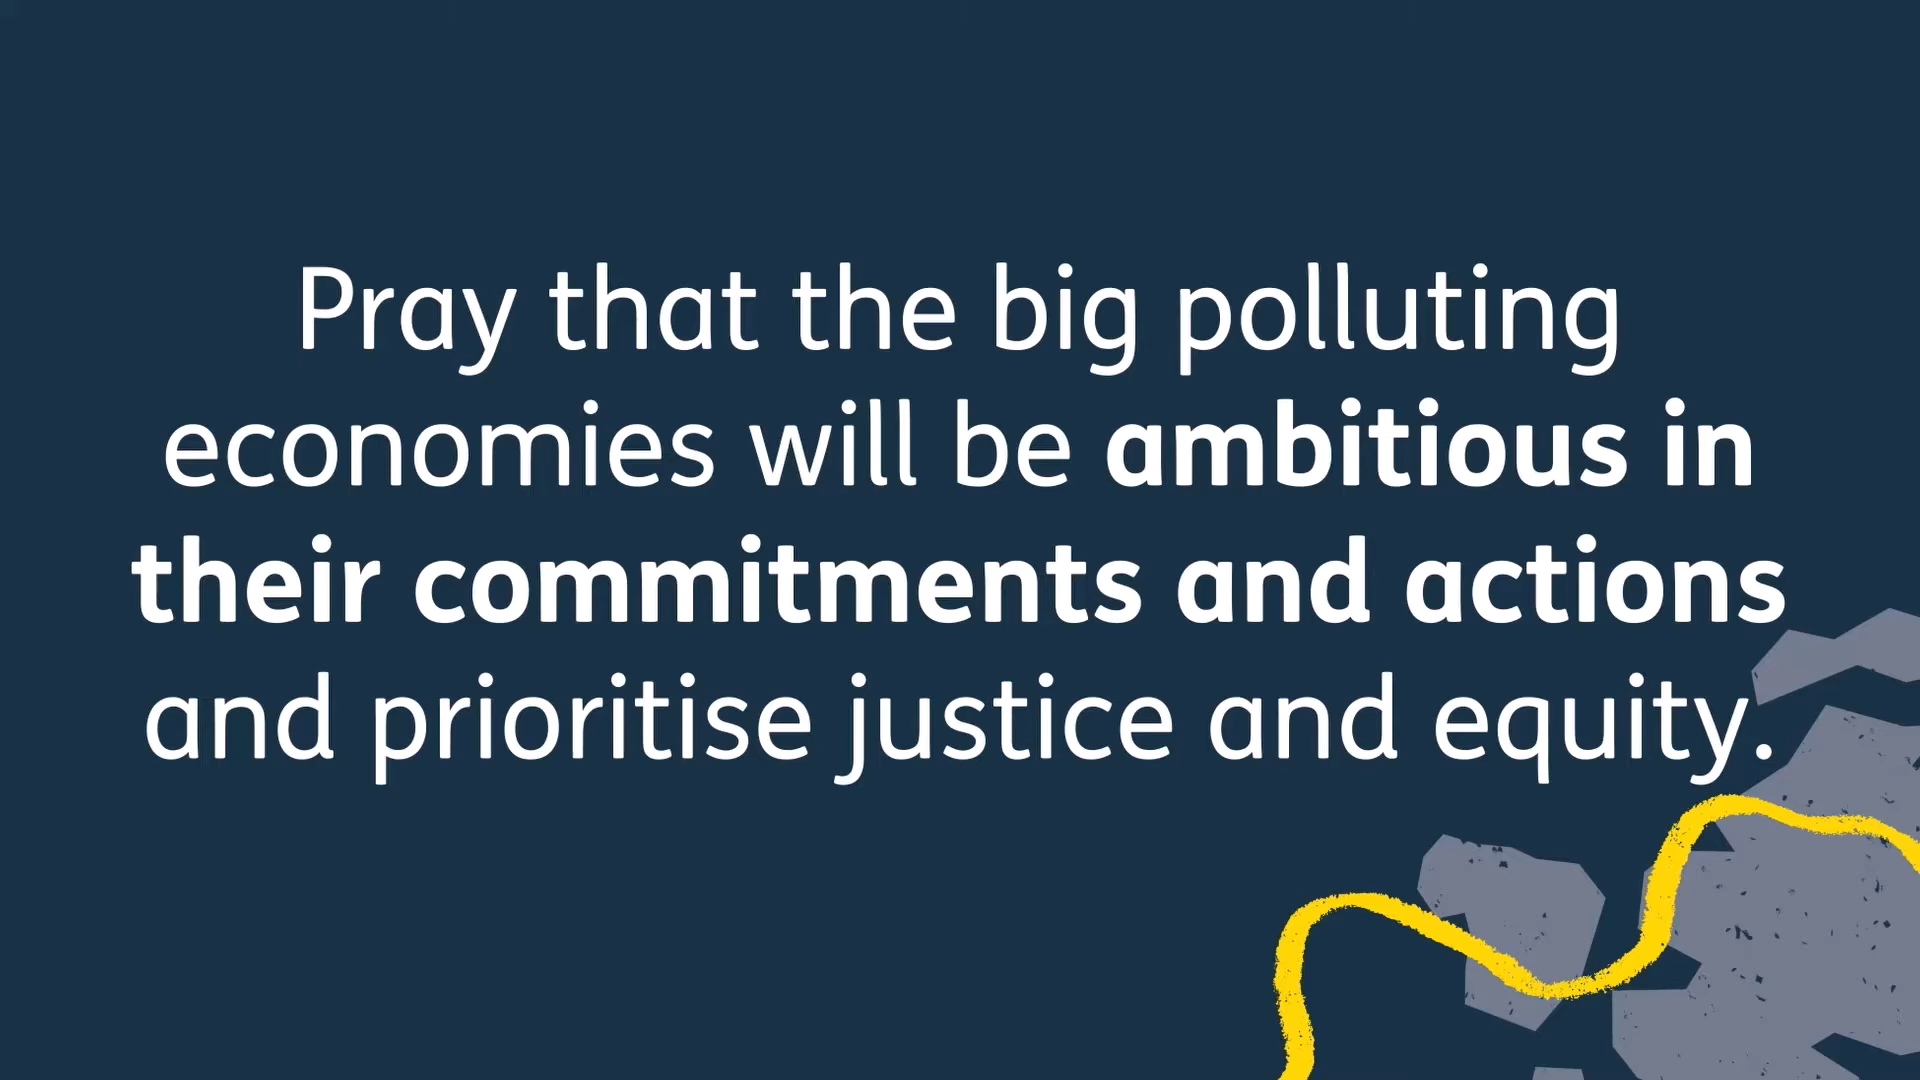 Pray that the big polluting
economies will be ambitious in
their commitments and actions
and prioritise justice and equity.